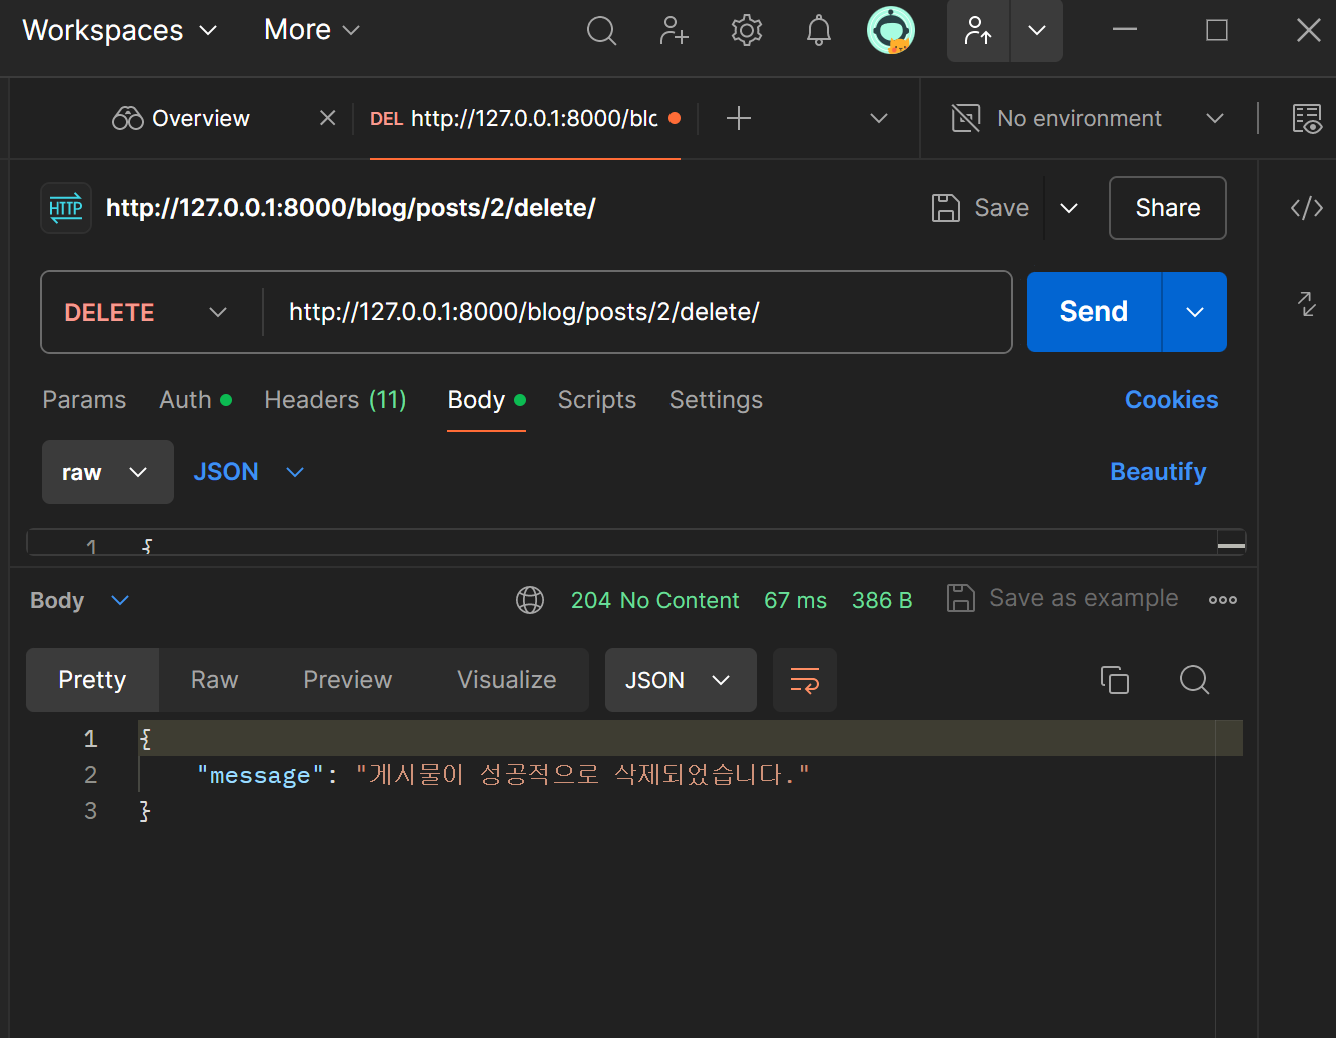 Workspaces More
Overview DEL http://127.0.0.1:8000/blc No environment
HTTP http://127.0.0.1:8000/blog/posts/2/delete/ Save Share
DELETE http://127.0.0.1:8000/blog/posts/2/delete/ Send
Params Auth Headers (11) Body Scripts Settings Cookies
raw JSON Beautify
1 {
Body 204 No Content 67 ms 386 B Save as example
Pretty Raw Preview Visualize JSON
1 {
2 "message": "게시물이 성공적으로 삭제되었습니다."
3 }